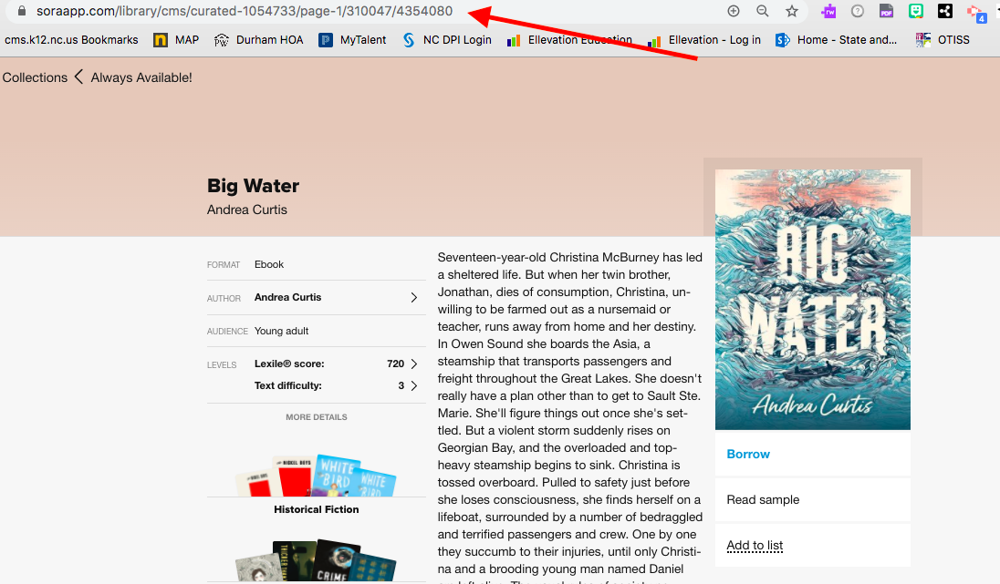 soraapp.com/library/cms/curated-1054733/page-1/310047/4354080
rw
?
PDF
4
cms.k12.nc.us Bookmarks
MAP
Durham HOA
MyTalent
NC DPI Login
Ellevation Education
Ellevation - Log in
Home - State and...
OTISS
Collections
Always Available!
Big Water
Andrea Curtis
FORMAT Ebook
AUTHOR Andrea Curtis
AUDIENCE Young adult
LEVELS Lexile® score: 720
Text difficulty: 3
MORE DETAILS
NICKEL BOYS
WHITE
BIRD
WHITE
Historical Fiction
CRIME
Seventeen-year-old Christina McBurney has led
a sheltered life. But when her twin brother,
Jonathan, dies of consumption, Christina, un-
willing to be farmed out as a nursemaid or
teacher, runs away from home and her destiny.
In Owen Sound she boards the Asia, a
steamship that transports passengers and
freight throughout the Great Lakes. She doesn't
really have a plan other than to get to Sault Ste.
Marie. She'll figure things out once she's set-
tled. But a violent storm suddenly rises on
Georgian Bay, and the overloaded and top-
heavy steamship begins to sink. Christina is
tossed overboard. Pulled to safety just before
she loses consciousness, she finds herself on a
lifeboat, surrounded by a number of bedraggled
and terrified passengers and crew. One by one
they succumb to their injuries, until only Christi-
na and a brooding young man named Daniel
BIG
WATER
Andrea Curtis
Borrow
Read sample
Add to list